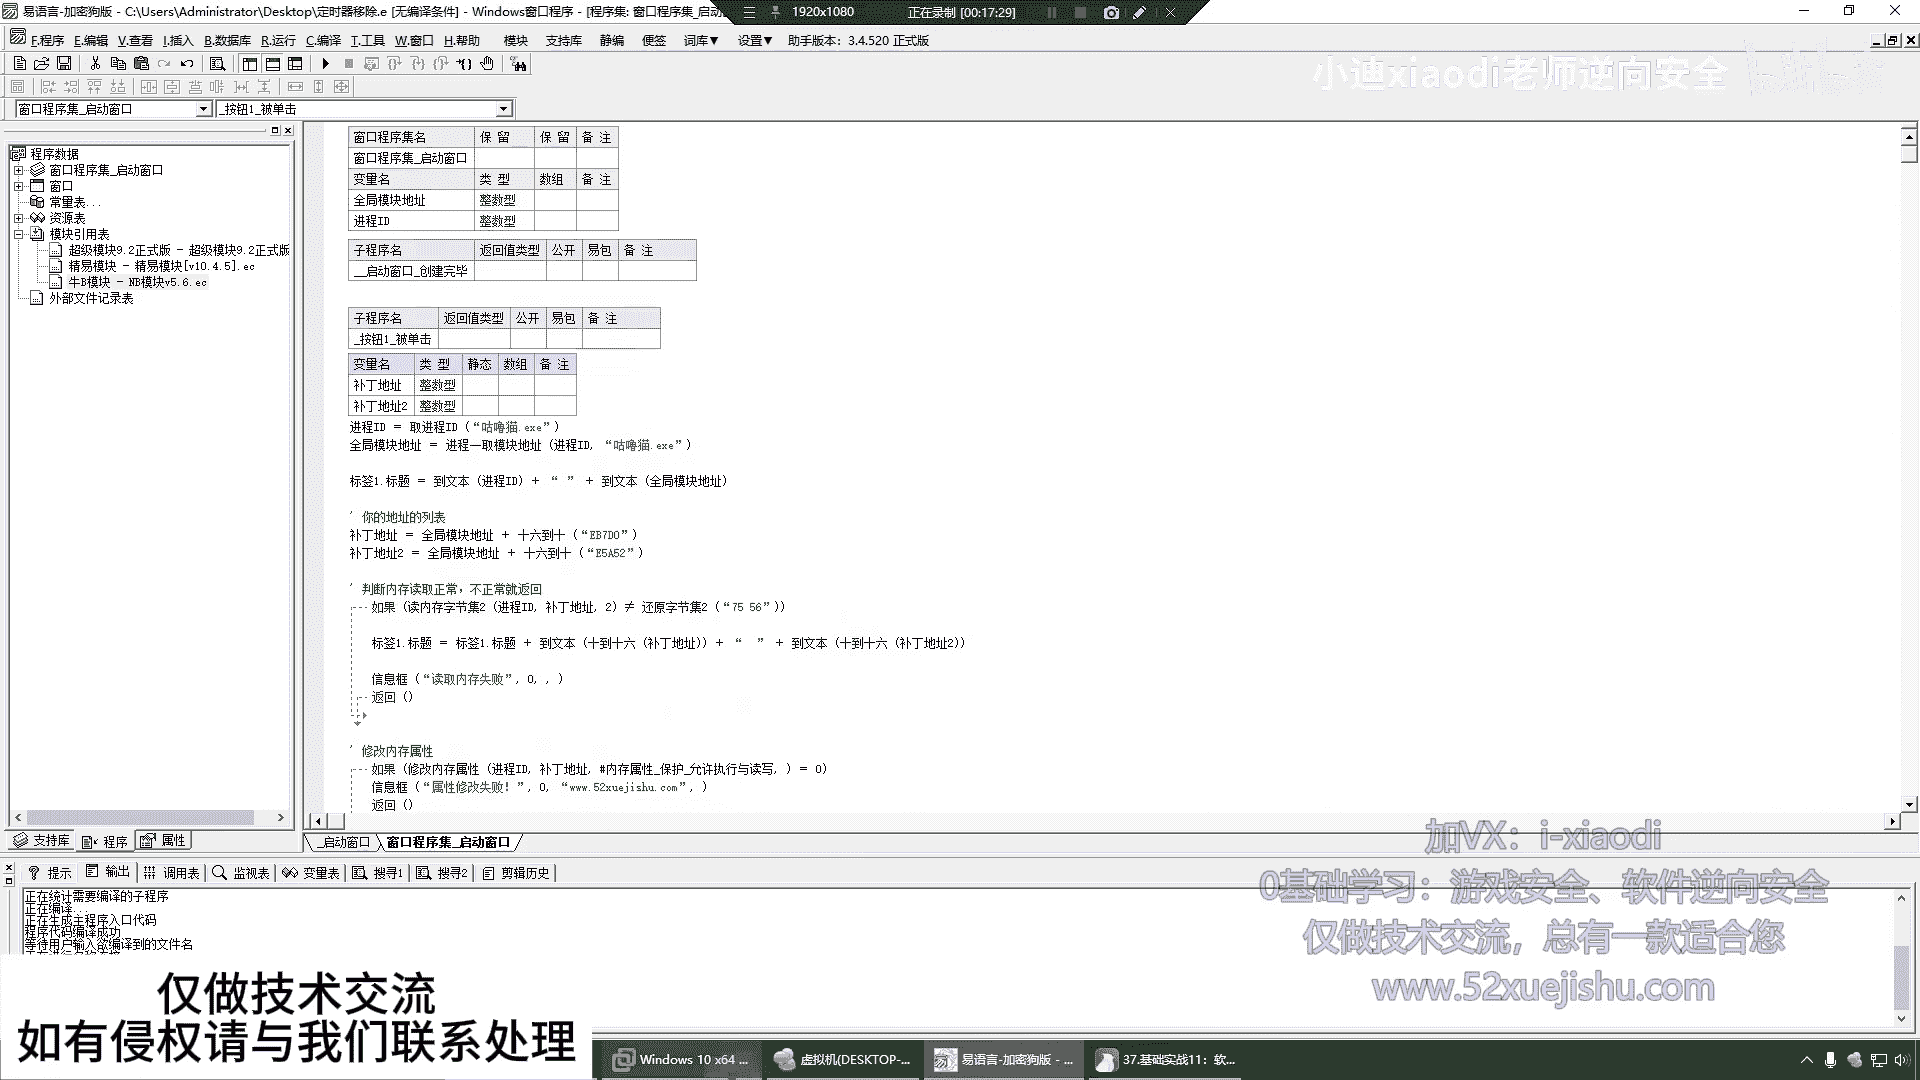 易语言-加密狗版 - C:\Users\Administrator\Desktop\定时器移除.e [无编译条件] - Windows窗口程序 - [程序集: 窗口程序集_启动
1920x1080
正在录制 [00:17:29]
F.程序 E.编辑 V.查看 I.插入 B.数据库 R.运行 C.编译 T.工具 W.窗口 H.帮助 模块 支持库 静编 便签 词库▼ 设置▼ 助手版本: 3.4.520 正式版
小迪xiaodi老师逆向安全
窗口程序集_启动窗口
_按钮1_被单击
程序数据
窗口程序集_启动窗口
窗口
常量表...
资源表
模块引用表
超级模块9.2正式版 - 超级模块9.2正式版
精易模块 - 精易模块[v10.4.5].ec
牛B模块 - NB模块v5.6.ec
外部文件记录表
窗口程序集名 保 留 保 留 备 注
窗口程序集_启动窗口
变量名 类 型 数组 备 注
全局模块地址 整数型
进程ID 整数型
子程序名 返回值类型 公开 易包 备 注
__启动窗口_创建完毕
子程序名 返回值类型 公开 易包 备 注
_按钮1_被单击
变量名 类 型 静态 数组 备 注
补丁地址 整数型
补丁地址2 整数型
进程ID = 取进程ID (“咕噜猫.exe”)
全局模块地址 = 进程一取模块地址 (进程ID, “咕噜猫.exe”)
标签1.标题 = 到文本 (进程ID) + “ ” + 到文本 (全局模块地址)
' 你的地址的列表
补丁地址 = 全局模块地址 + 十六到十 (“EB7D0”)
补丁地址2 = 全局模块地址 + 十六到十 (“E5A52”)
' 判断内存读取正常，不正常就返回
如果 (读内存字节集2 (进程ID, 补丁地址, 2) ≠ 还原字节集2 (“75 56”))
标签1.标题 = 标签1.标题 + 到文本 (十到十六 (补丁地址)) + “  ” + 到文本 (十到十六 (补丁地址2))
信息框 (“读取内存失败”, 0, , )
返回 ()
' 修改内存属性
如果 (修改内存属性 (进程ID, 补丁地址, #内存属性_保护_允许执行与读写, ) = 0)
信息框 (“属性修改失败！”, 0, “www.52xuejishu.com”, )
返回 ()
支持库 程序 属性
_启动窗口 窗口程序集_启动窗口
加VX：i-xiaodi
提示 输出 调用表 监视表 变量表 搜寻1 搜寻2 剪辑历史
0基础学习：游戏安全、软件逆向安全
仅做技术交流，总有一款适合您
www.52xuejishu.com
正在统计需要编译的子程序
正在编译...
正在生成主程序入口代码
程序代码编译成功
等待用户输入欲编译到的文件名
仅做技术交流
如有侵权请与我们联系处理
Windows 10 x64 ...
虚拟机(DESKTOP-...
易语言-加密狗版 - ...
37.基础实战11：软...